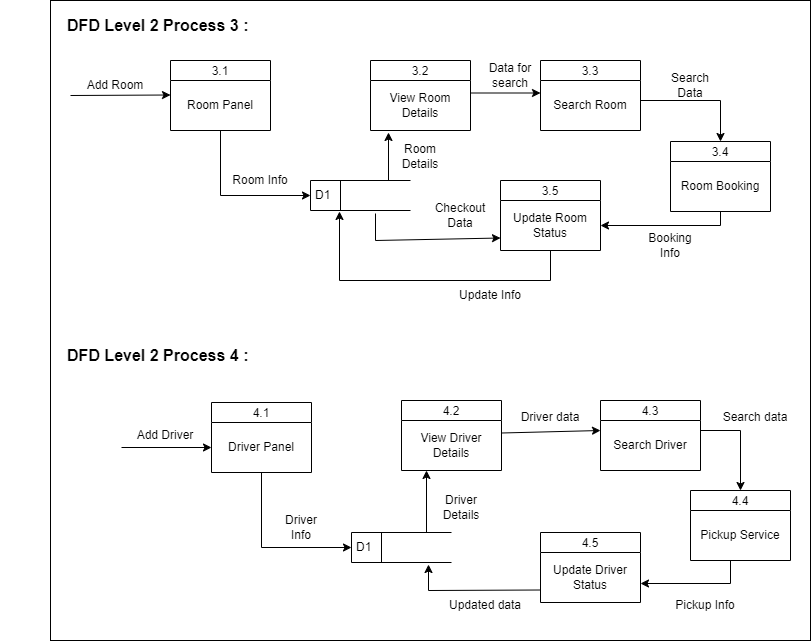 DFD Level 2 Process 3 :
Add Room
3.1
Room Panel
3.2
View Room
Details
Data for
search
3.3
Search Room
Search
Data
3.4
Room Booking
Room
Details
Room Info
D1
Checkout
Data
3.5
Update Room
Status
Booking
Info
Update Info
DFD Level 2 Process 4 :
Add Driver
4.1
Driver Panel
4.2
View Driver
Details
Driver data
4.3
Search Driver
Search data
4.4
Pickup Service
Driver
Details
Driver
Info
D1
4.5
Update Driver
Status
Updated data
Pickup Info